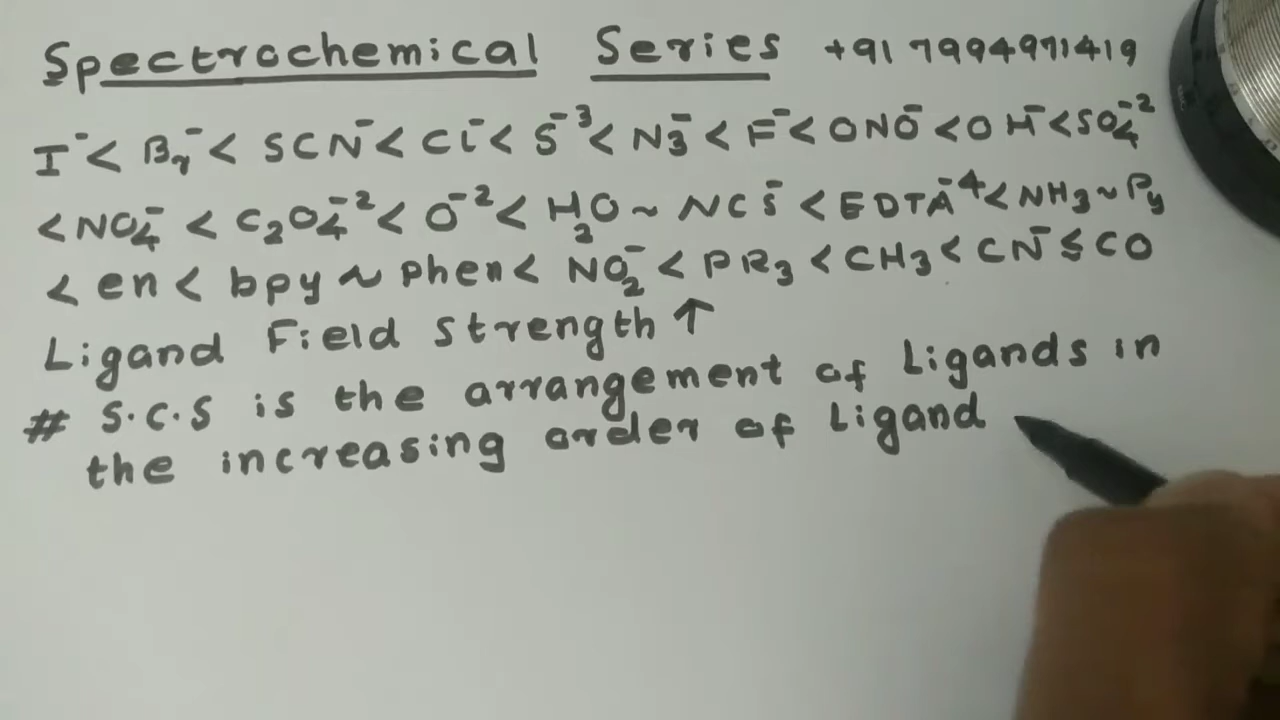 Spectrochemical Series +91 7994971419
I⁻ < Br⁻ < SCN⁻ < Cl⁻ < S⁻³ < N₃⁻ < F⁻ < ONO⁻ < OH⁻ < SO₄⁻²
< NO₄⁻ < C₂O₄⁻² < O⁻² < H₂O ~ NCS⁻ < EDTA⁻⁴ < NH₃ ~ Py
< en < bpy ~ phen < NO₂⁻ < PR₃ < CH₃ < CN⁻ ≤ CO
Ligand Field Strength ↑
# S.C.S is the arrangement of Ligands in
the increasing order of Ligand